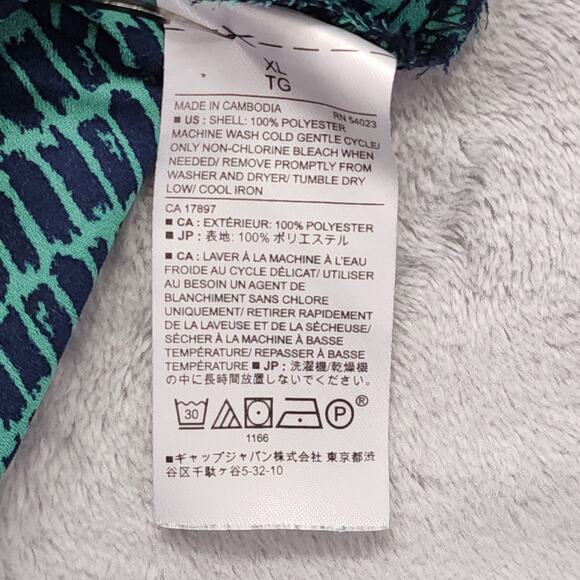 XL
TG
MADE IN CAMBODIA RN 54023
■ US : SHELL: 100% POLYESTER
MACHINE WASH COLD GENTLE CYCLE/
ONLY NON-CHLORINE BLEACH WHEN
NEEDED/ REMOVE PROMPTLY FROM
WASHER AND DRYER/ TUMBLE DRY
LOW/ COOL IRON
CA 17897
■ CA : EXTÉRIEUR: 100% POLYESTER
■ JP : 表地: 100% ポリエステル
■ CA : LAVER À LA MACHINE À L'EAU
FROIDE AU CYCLE DÉLICAT/ UTILISER
AU BESOIN UN AGENT DE
BLANCHIMENT SANS CHLORE
UNIQUEMENT/ RETIRER RAPIDEMENT
DE LA LAVEUSE ET DE LA SÉCHEUSE/
SÉCHER À LA MACHINE À BASSE
TEMPÉRATURE/ REPASSER À BASSE
TEMPÉRATURE ■ JP : 洗濯機/乾燥機
の中に長時間放置しないでください.
30 P ®
1166
■ギャップジャパン株式会社 東京都渋
谷区千駄ヶ谷5-32-10